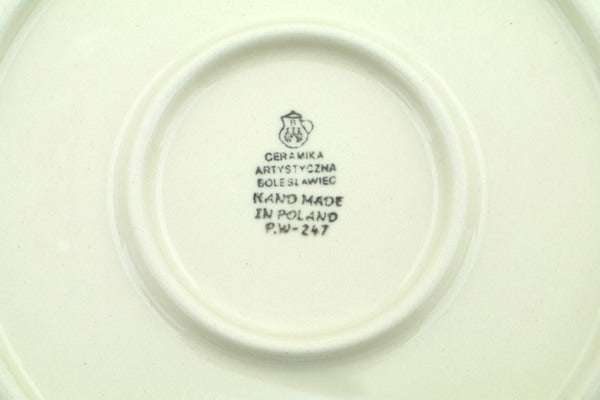 CERAMIKA
ARTYSTYCZNA
BOLESŁAWIEC
HAND MADE
IN POLAND
P.W-247